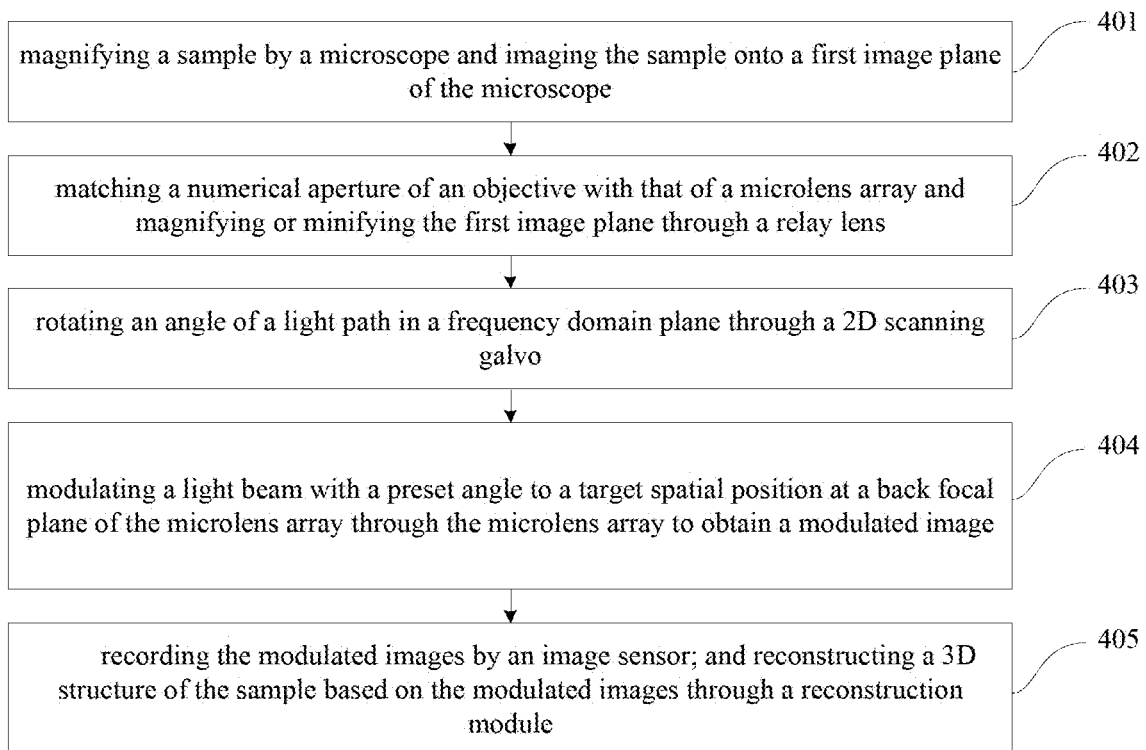 401
magnifying a sample by a microscope and imaging the sample onto a first image plane
of the microscope
402
matching a numerical aperture of an objective with that of a microlens array and
magnifying or minifying the first image plane through a relay lens
403
rotating an angle of a light path in a frequency domain plane through a 2D scanning
galvo
404
modulating a light beam with a preset angle to a target spatial position at a back focal
plane of the microlens array through the microlens array to obtain a modulated image
405
recording the modulated images by an image sensor; and reconstructing a 3D
structure of the sample based on the modulated images through a reconstruction
module